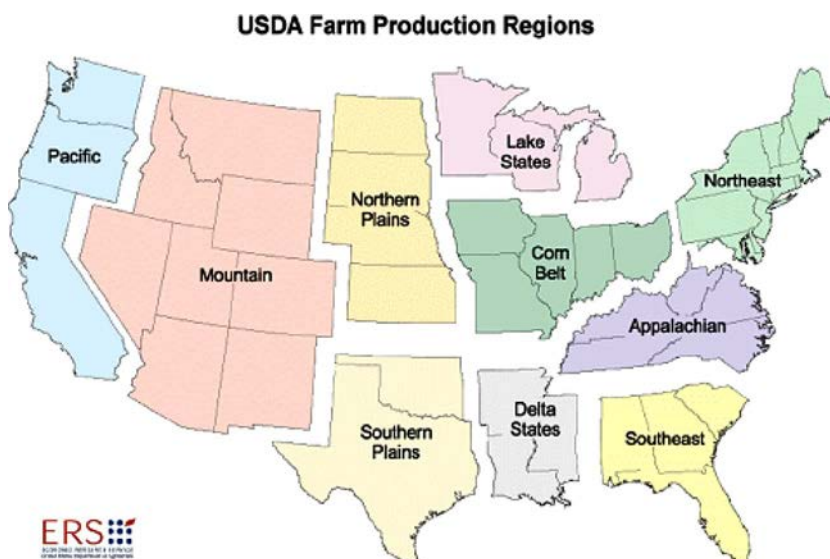 USDA Farm Production Regions
Pacific
Mountain
Northern
Plains
Lake
States
Corn
Belt
Northeast
Appalachian
Southern
Plains
Delta
States
Southeast
ERS